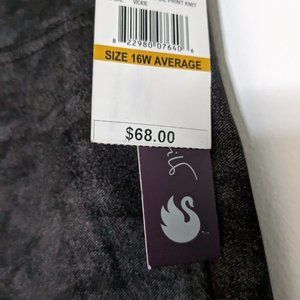 PRINT KNIT
VICKIE
8 22980 07640 6
SIZE 16W AVERAGE
$68.00